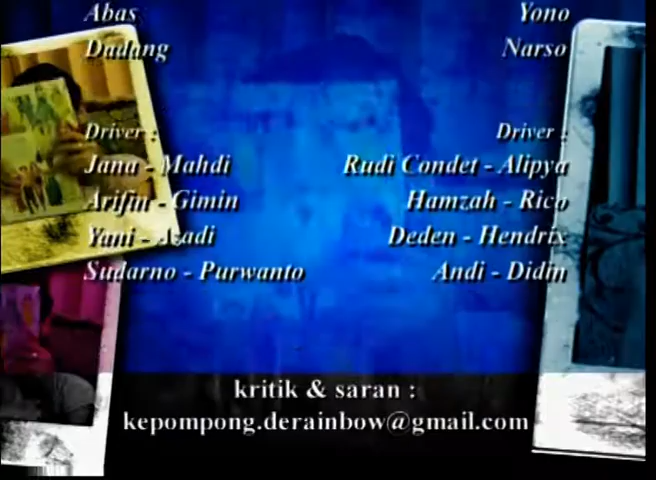 Abas
Dadang
Driver :
Jana - Mahdi
Arifin - Gimin
Yani - Azadi
Sudarno - Purwanto
Yono
Narso
Driver :
Rudi Condet - Alipya
Hamzah - Rico
Deden - Hendrix
Andi - Didin
kritik & saran :
kepompong.derainbow@gmail.com